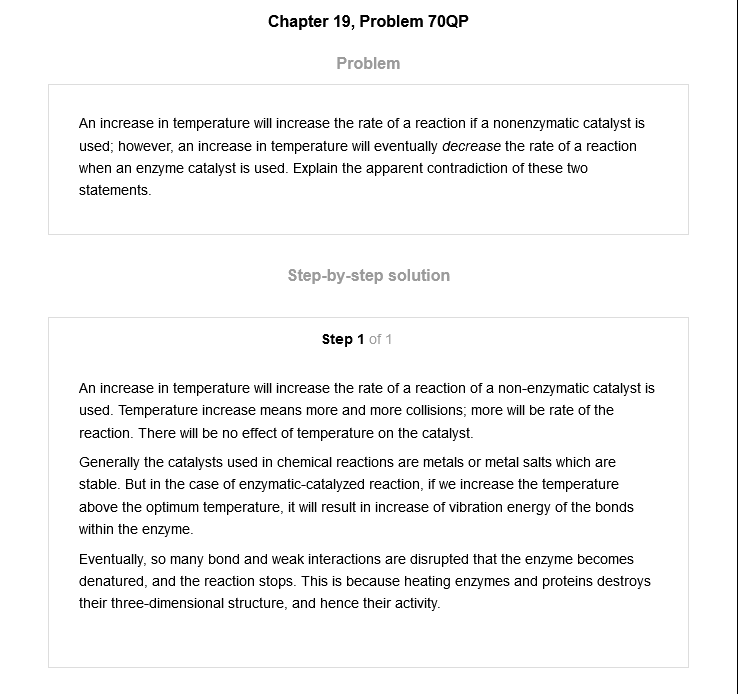 Chapter 19, Problem 70QP
Problem
An increase in temperature will increase the rate of a reaction if a nonenzymatic catalyst is
used; however, an increase in temperature will eventually decrease the rate of a reaction
when an enzyme catalyst is used. Explain the apparent contradiction of these two
statements.
Step-by-step solution
Step 1 of 1
An increase in temperature will increase the rate of a reaction of a non-enzymatic catalyst is
used. Temperature increase means more and more collisions; more will be rate of the
reaction. There will be no effect of temperature on the catalyst.
Generally the catalysts used in chemical reactions are metals or metal salts which are
stable. But in the case of enzymatic-catalyzed reaction, if we increase the temperature
above the optimum temperature, it will result in increase of vibration energy of the bonds
within the enzyme.
Eventually, so many bond and weak interactions are disrupted that the enzyme becomes
denatured, and the reaction stops. This is because heating enzymes and proteins destroys
their three-dimensional structure, and hence their activity.